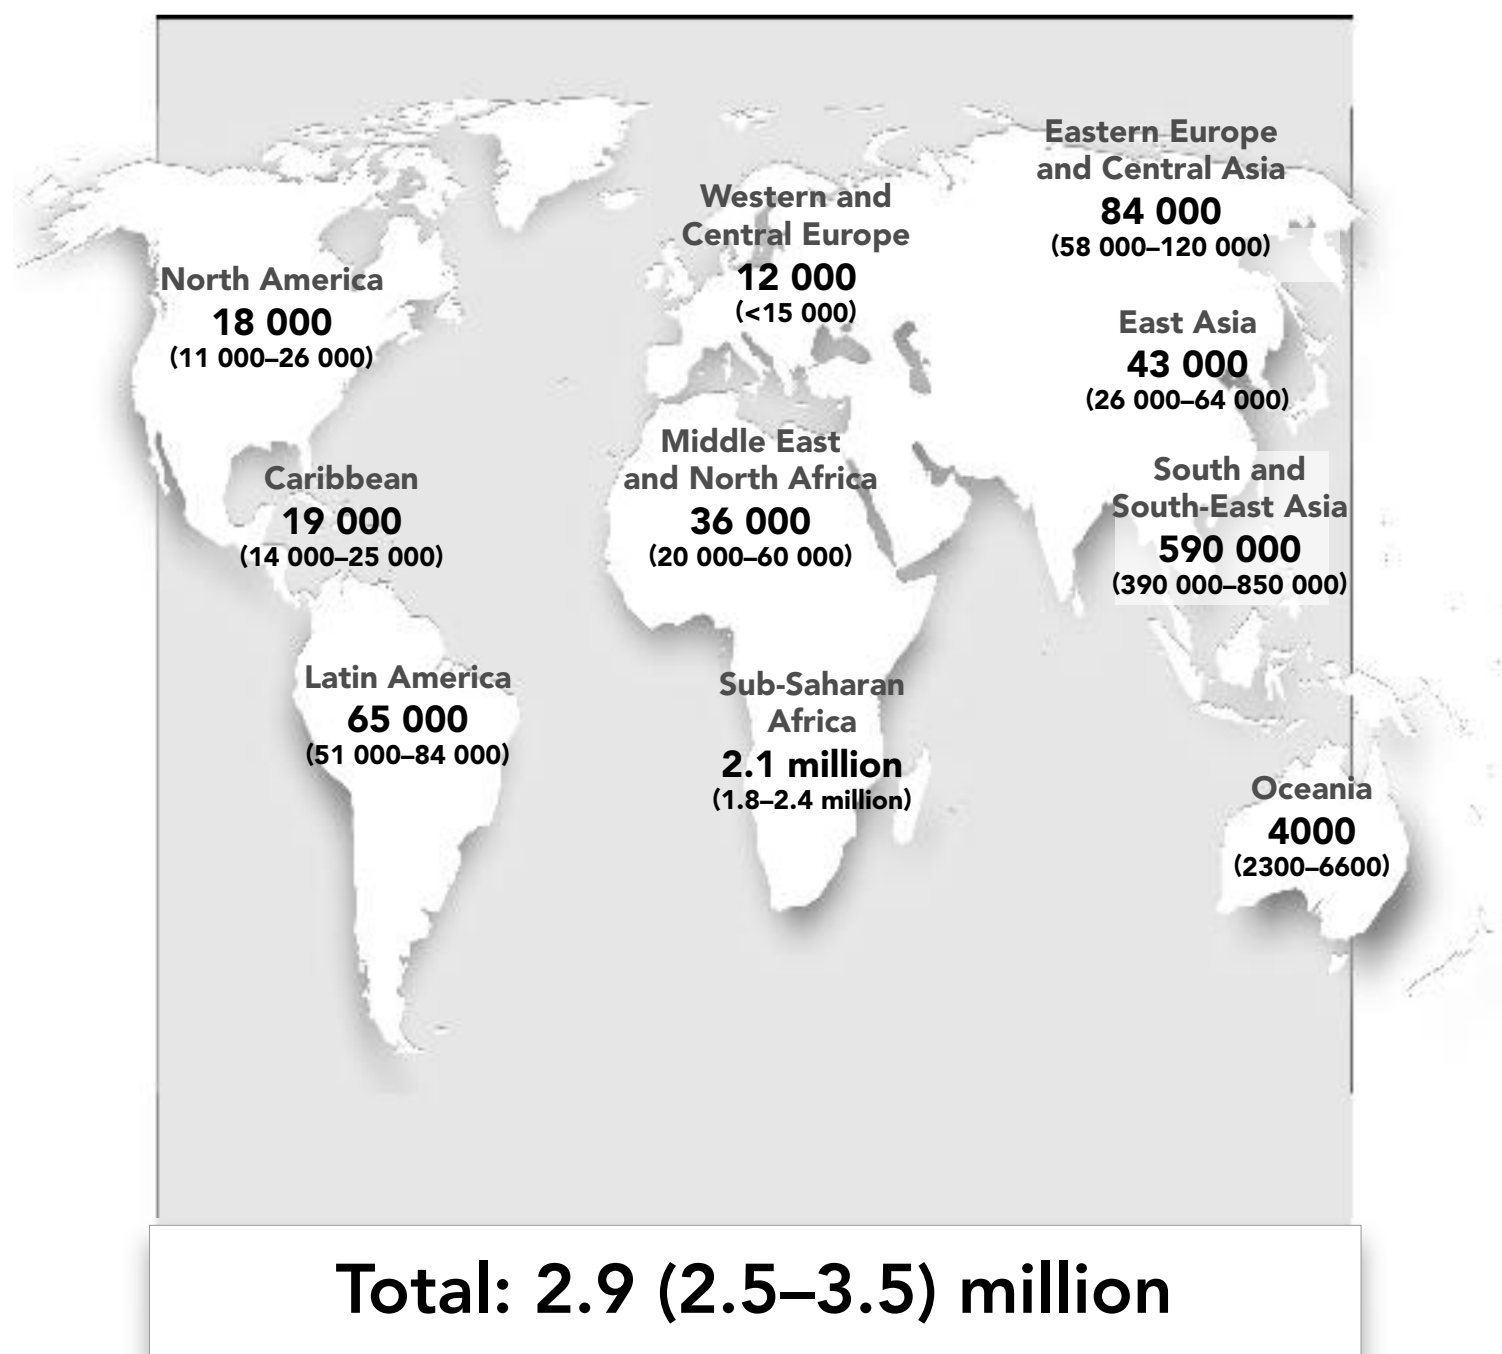 Eastern Europe
and Central Asia
84 000
(58 000–120 000)
Western and
Central Europe
12 000
(<15 000)
North America
18 000
(11 000–26 000)
East Asia
43 000
(26 000–64 000)
Middle East
and North Africa
36 000
(20 000–60 000)
Caribbean
19 000
(14 000–25 000)
South and
South-East Asia
590 000
(390 000–850 000)
Latin America
65 000
(51 000–84 000)
Sub-Saharan
Africa
2.1 million
(1.8–2.4 million)
Oceania
4000
(2300–6600)
Total: 2.9 (2.5–3.5) million